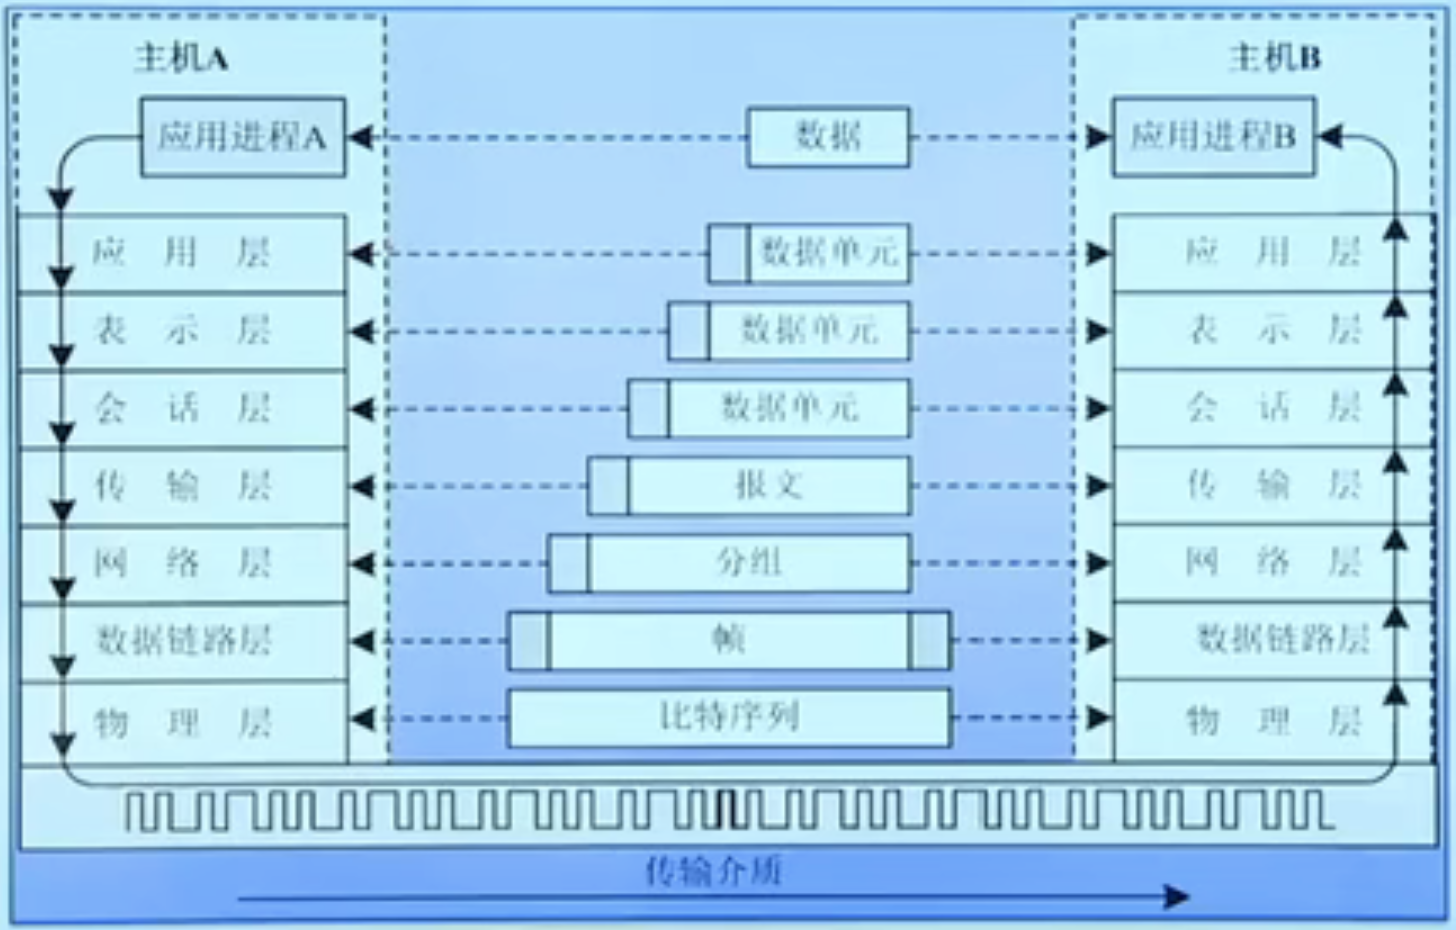 主机A
主机B
应用进程A
数据
应用进程B
应用层
数据单元
应用层
表示层
数据单元
表示层
会话层
数据单元
会话层
传输层
报文
传输层
网络层
分组
网络层
数据链路层
帧
数据链路层
物理层
比特序列
物理层
传输介质